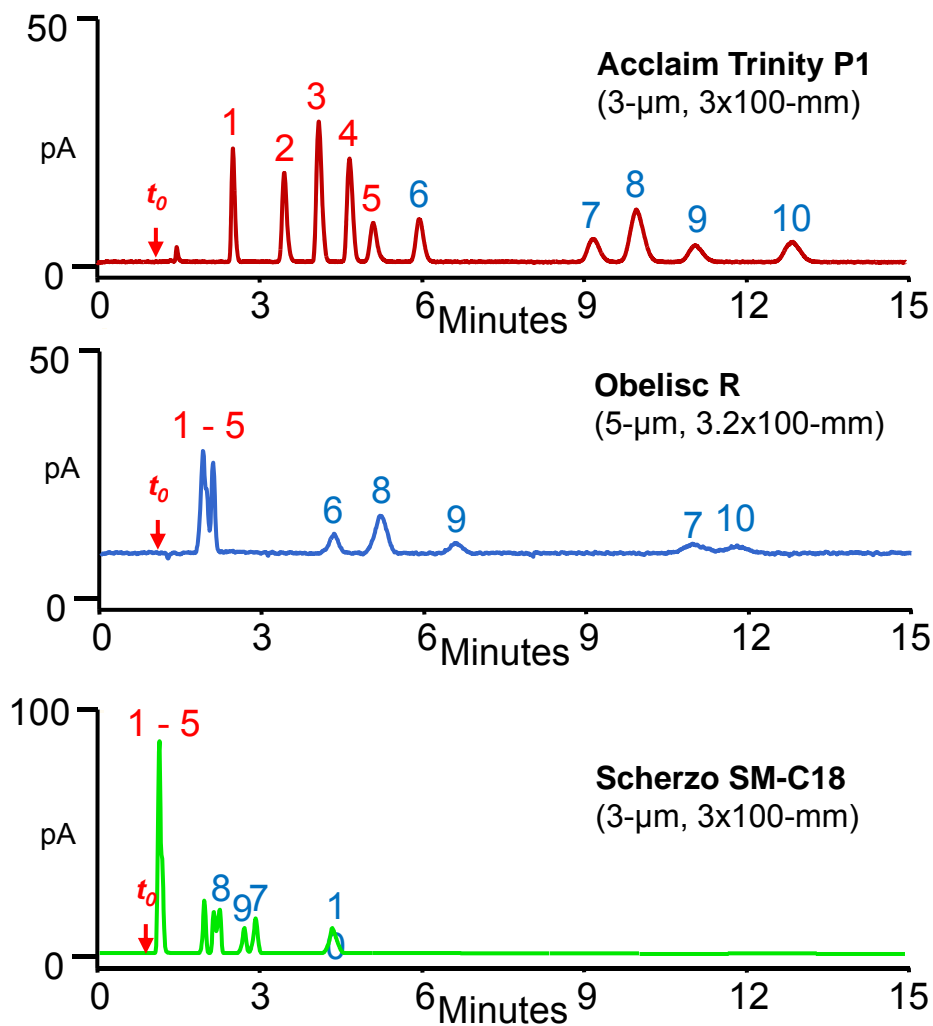 50
Acclaim Trinity P1
(3-µm, 3x100-mm)
pA
1 2 3 4 5 6 7 8 9 10
t0
0
0 3 6 9 12 15
Minutes
50
Obelisc R
(5-µm, 3.2x100-mm)
1 - 5
pA
t0
6 8 9 7 10
0
0 3 6 9 12 15
Minutes
100
1 - 5
Scherzo SM-C18
(3-µm, 3x100-mm)
pA
t0
8 9 7 1
0
0
0 3 6 9 12 15
Minutes